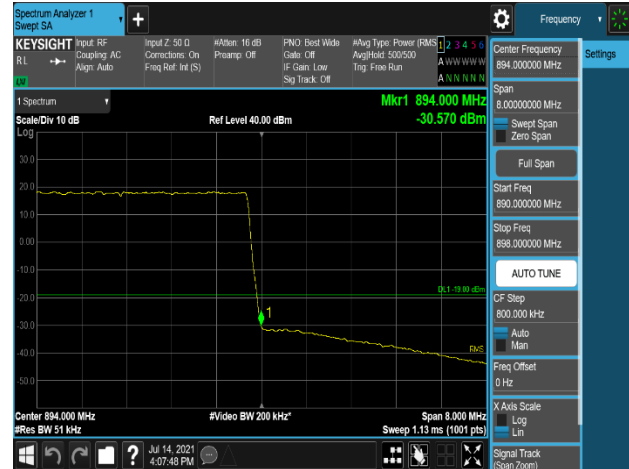 Spectrum Analyzer 1
Swept SA
+
Frequency
KEYSIGHT
RL
Input: RF
Coupling: AC
Align: Auto
Input Z: 50 Ω
Corrections: On
Freq Ref: Int (S)
#Atten: 16 dB
Preamp: Off
PNO: Best Wide
Gate: Off
IF Gain: Low
Sig Track: Off
#Avg Type: Power (RMS
Avg|Hold: 500/500
Trig: Free Run
1 2 3 4 5 6
A W W W W W
A N N N N N
LM
1 Spectrum
Scale/Div 10 dB
Ref Level 40.00 dBm
Mkr1 894.000 MHz
-30.570 dBm
Log
30.0
20.0
10.0
0.00
-10.0
-20.0
-30.0
-40.0
-50.0
DL1 -19.00 dBm
1
RMS
Center 894.000 MHz
#Video BW 200 kHz*
Span 8.000 MHz
#Res BW 51 kHz
Sweep 1.13 ms (1001 pts)
Jul 14, 2021
4:07:48 PM
?
Center Frequency
894.000000 MHz
Settings
Span
8.00000000 MHz
Swept Span
Zero Span
Full Span
Start Freq
890.000000 MHz
Stop Freq
898.000000 MHz
AUTO TUNE
CF Step
800.000 kHz
Auto
Man
Freq Offset
0 Hz
X Axis Scale
Log
Lin
Signal Track
(Span Zoom)